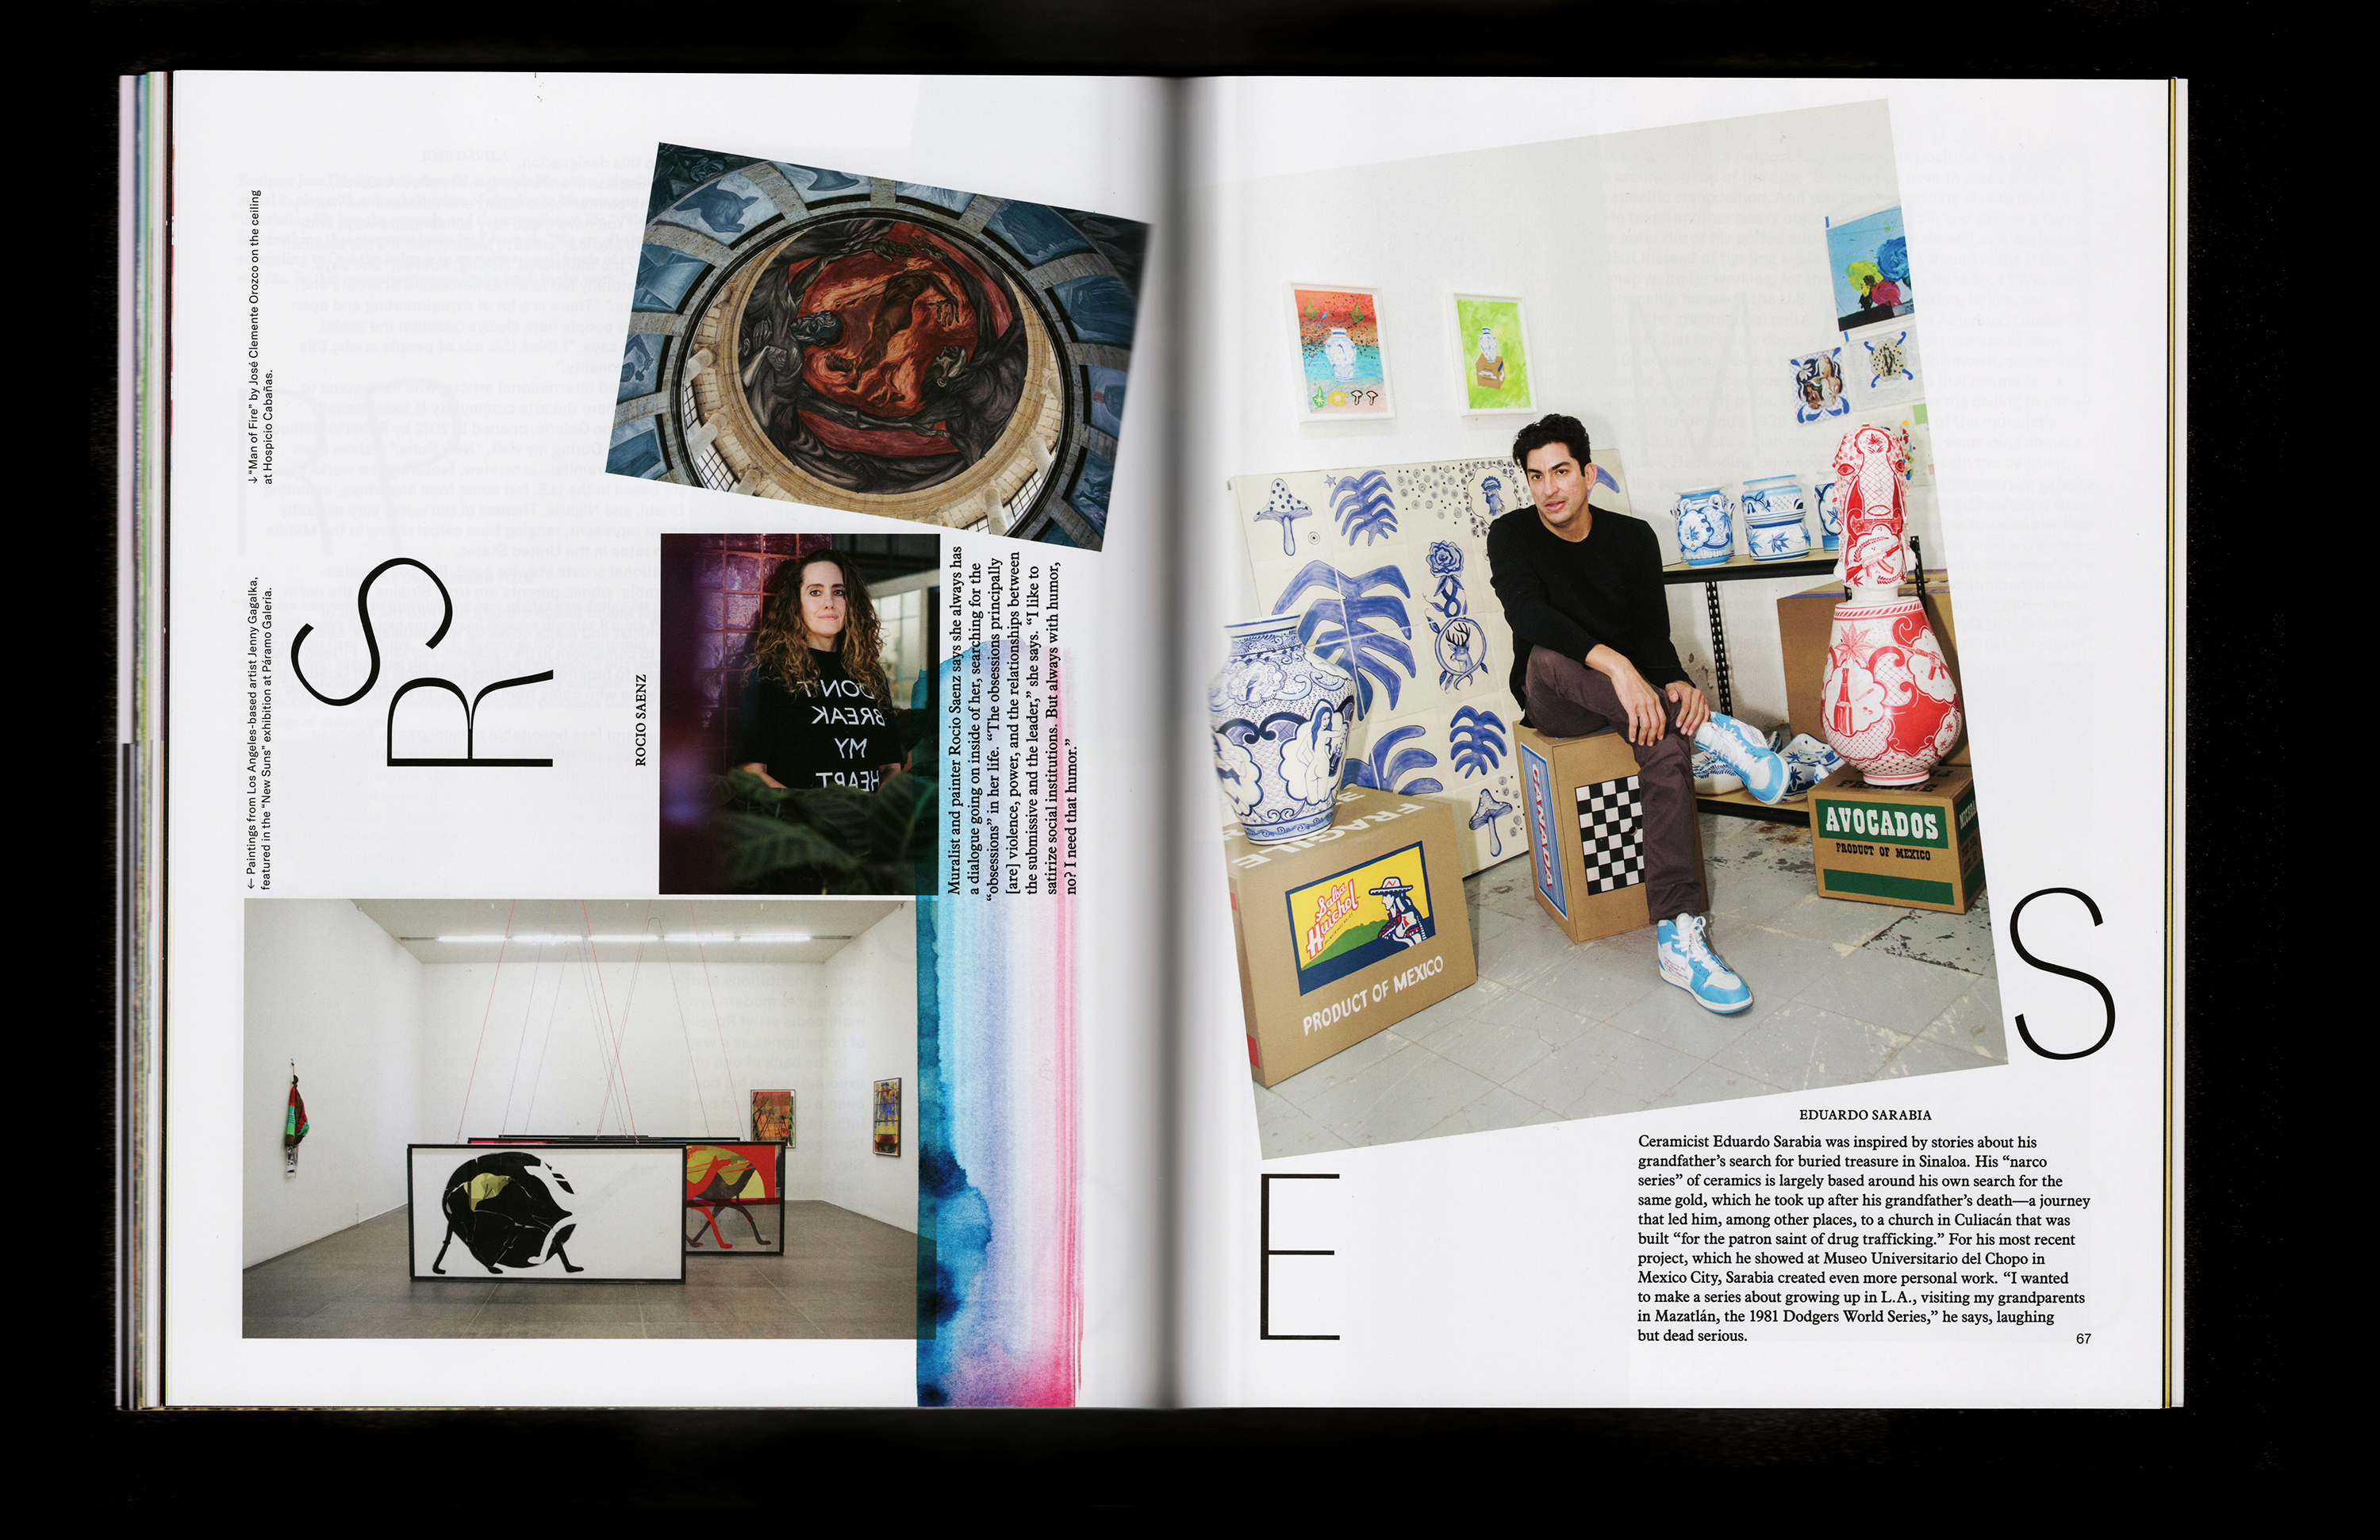 ↓ “Man of Fire” by José Clemente Orozco on the ceiling
at Hospicio Cabañas.
← Paintings from Los Angeles-based artist Jenny Gagalka,
featured in the “New Suns” exhibition at Páramo Galeria.
S
R
ROCIO SAENZ
DON'T
BREAK
MY
HEART
Muralist and painter Rocio Saenz says she always has
a dialogue going on inside of her, searching for the
“obsessions” in her life. “The obsessions principally
[are] violence, power, and the relationships between
the submissive and the leader,” she says. “I like to
satirize social institutions. But always with humor,
no? I need that humor.”
FRAGILE
Salsa
Huichol
PRODUCT OF MEXICO
CANADA
AVOCADOS
PRODUCT OF MEXICO
S
E
EDUARDO SARABIA
Ceramicist Eduardo Sarabia was inspired by stories about his
grandfather’s search for buried treasure in Sinaloa. His “narco
series” of ceramics is largely based around his own search for the
same gold, which he took up after his grandfather’s death—a journey
that led him, among other places, to a church in Culiacán that was
built “for the patron saint of drug trafficking.” For his most recent
project, which he showed at Museo Universitario del Chopo in
Mexico City, Sarabia created even more personal work. “I wanted
to make a series about growing up in L.A., visiting my grandparents
in Mazatlán, the 1981 Dodgers World Series,” he says, laughing
but dead serious.
67